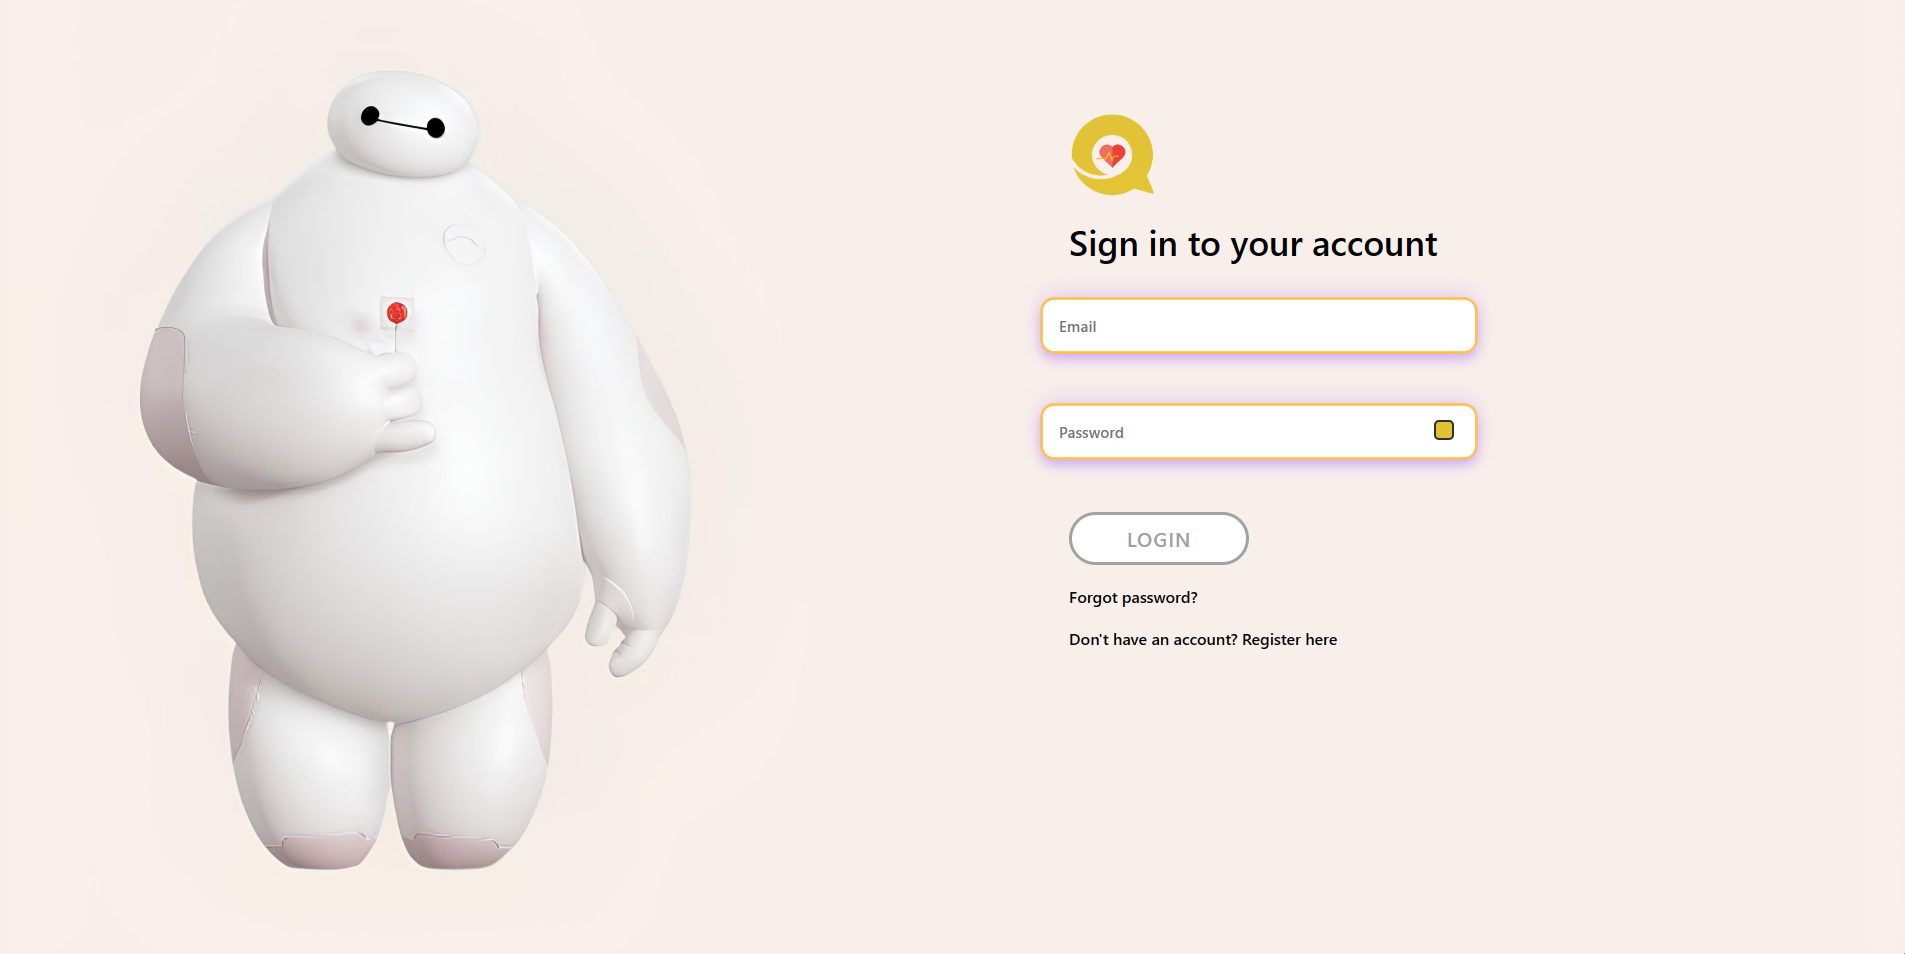 Sign in to your account
Email
Password
LOGIN
Forgot password?
Don't have an account? Register here